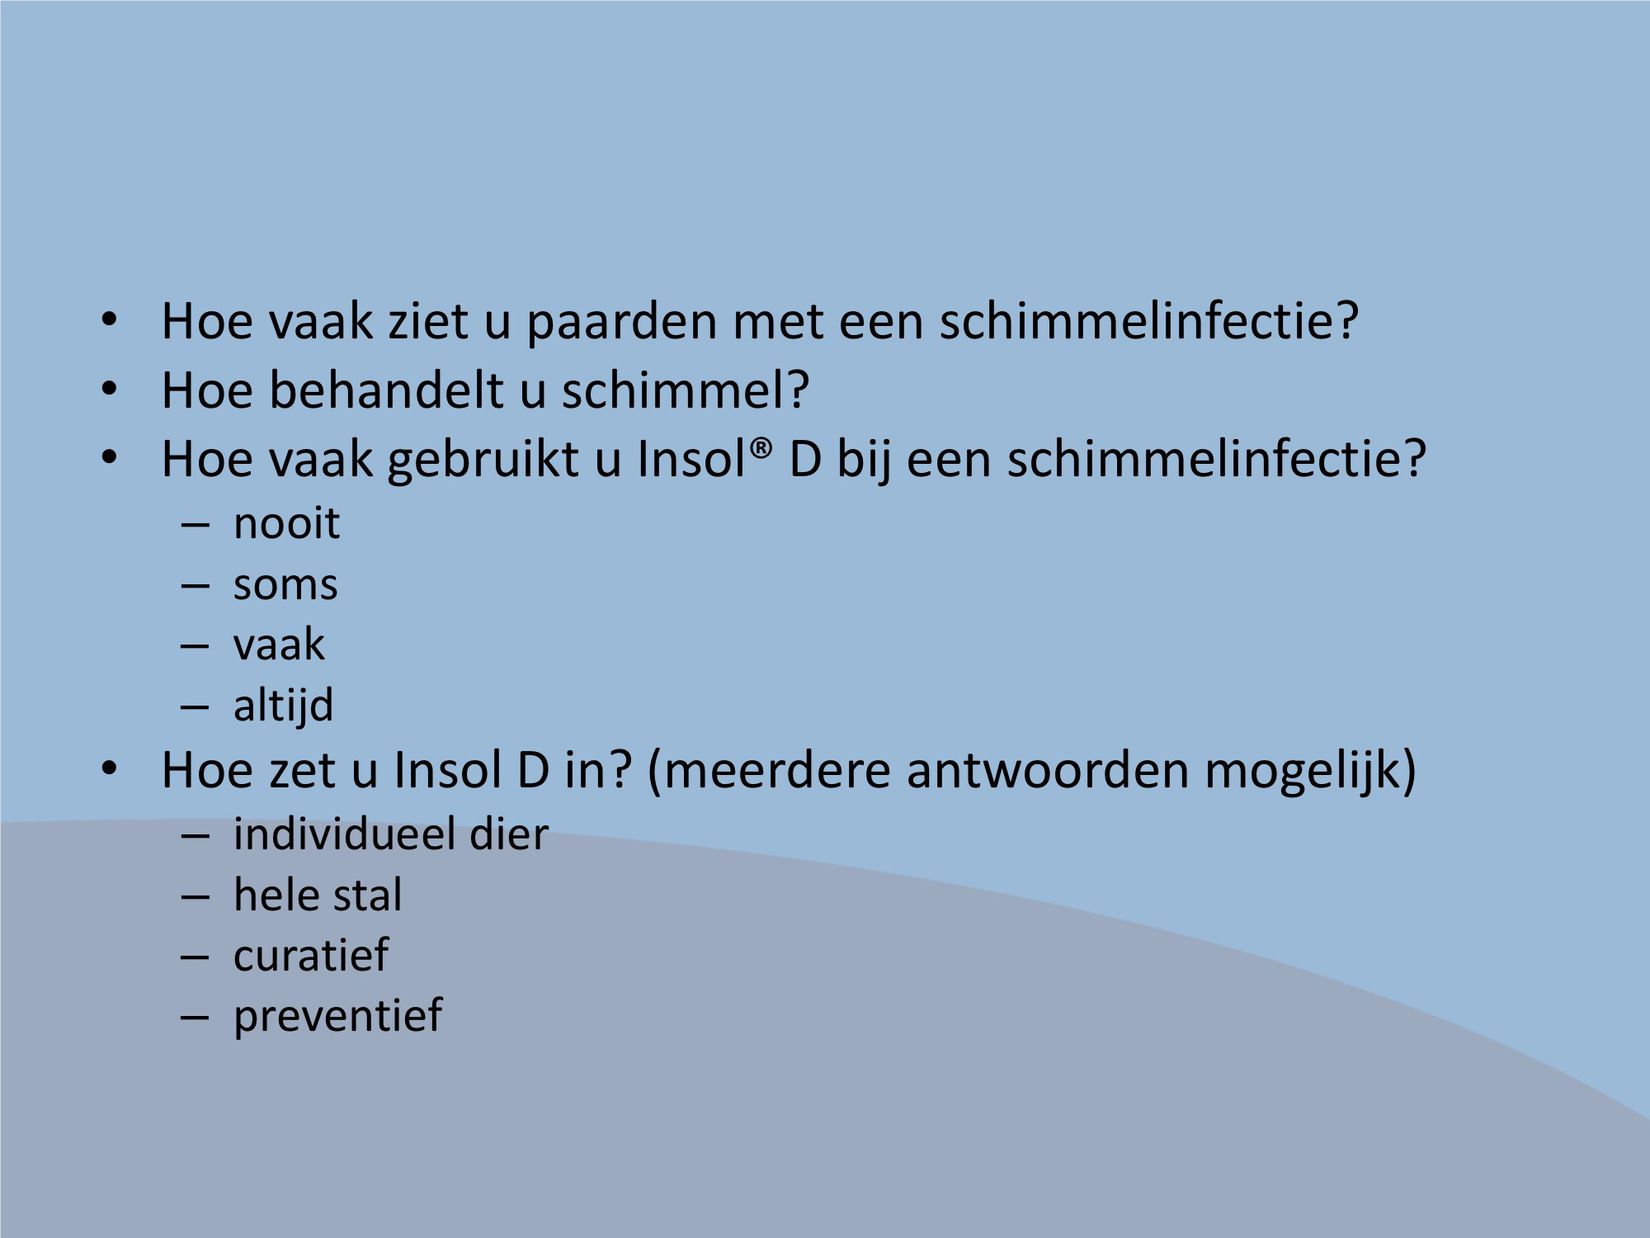 • Hoe vaak ziet u paarden met een schimmelinfectie?
• Hoe behandelt u schimmel?
• Hoe vaak gebruikt u Insol® D bij een schimmelinfectie?
– nooit
– soms
– vaak
– altijd
• Hoe zet u Insol D in? (meerdere antwoorden mogelijk)
– individueel dier
– hele stal
– curatief
– preventief